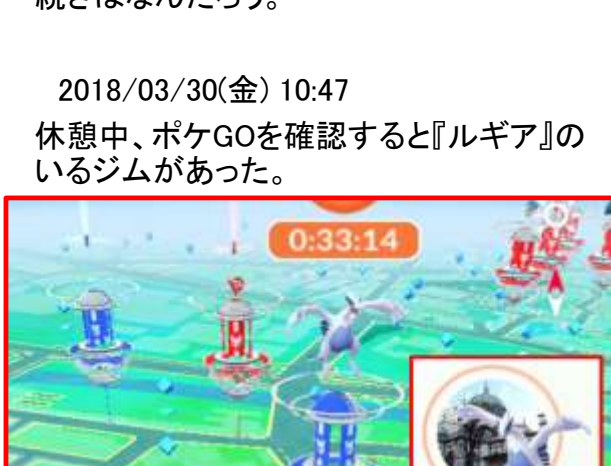 続きはなんだろう。
2018/03/30(金) 10:47
休憩中、ポケGOを確認すると『ルギア』の
いるジムがあった。
0:33:14